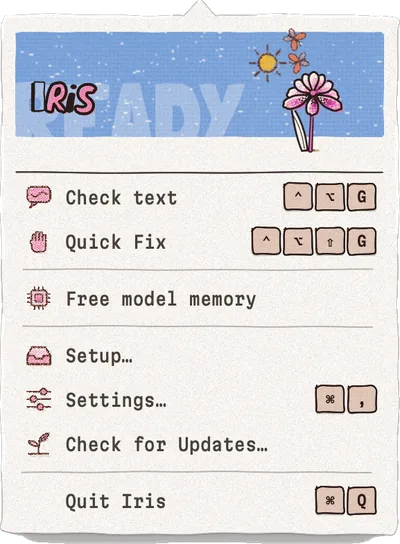 READY
IRiS
Check text ⌃ ⌥ G
Quick Fix ⌃ ⌥ ⇧ G
Free model memory
Setup…
Settings… ⌘ ,
Check for Updates…
Quit Iris ⌘ Q